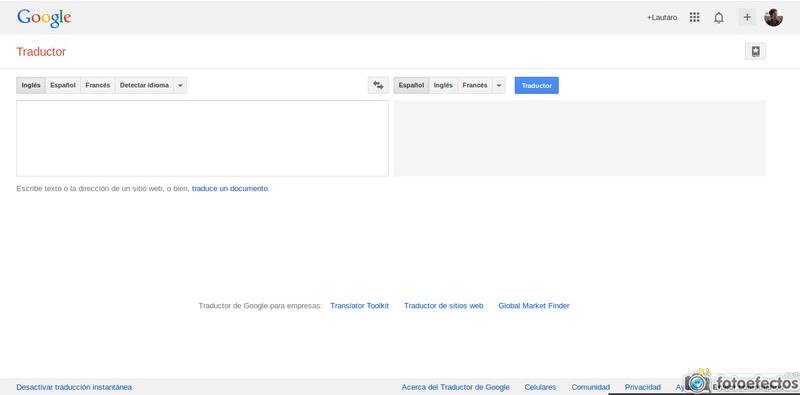 Google
+Lautaro
Traductor
Inglés Español Francés Detectar idioma
Español Inglés Francés Traductor
Escribe texto o la dirección de un sitio web, o bien, traduce un documento.
Traductor de Google para empresas: Translator Toolkit Traductor de sitios web Global Market Finder
Desactivar traducción instantánea Acerca del Traductor de Google Celulares Comunidad Privacidad
fotoefectos